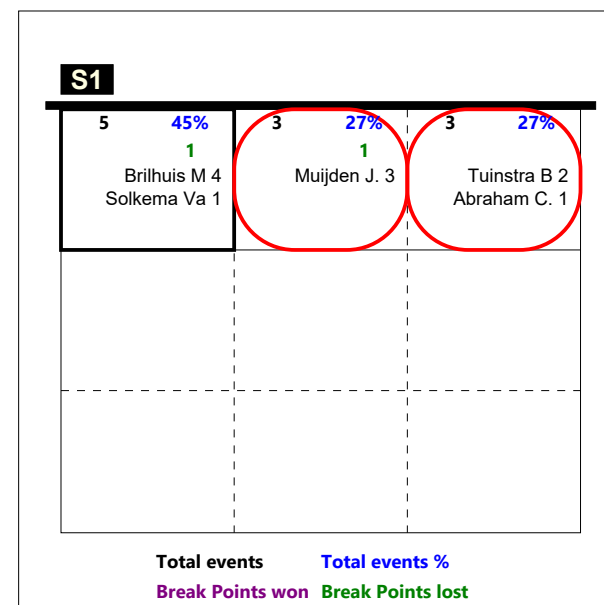 S1
5 45% 3 27% 3 27%
1 1
Brilhuis M 4 Muijden J. 3 Tuinstra B 2
Solkema Va 1 Abraham C. 1
Total events Total events %
Break Points won Break Points lost